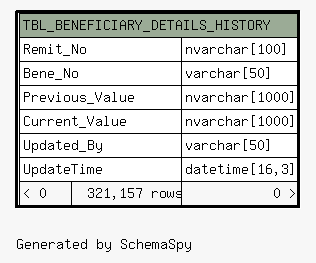 TBL_BENEFICIARY_DETAILS_HISTORY
Remit_No nvarchar[100]
Bene_No varchar[50]
Previous_Value nvarchar[1000]
Current_Value nvarchar[1000]
Updated_By varchar[50]
UpdateTime datetime[16,3]
< 0 321,157 rows 0 >
Generated by SchemaSpy